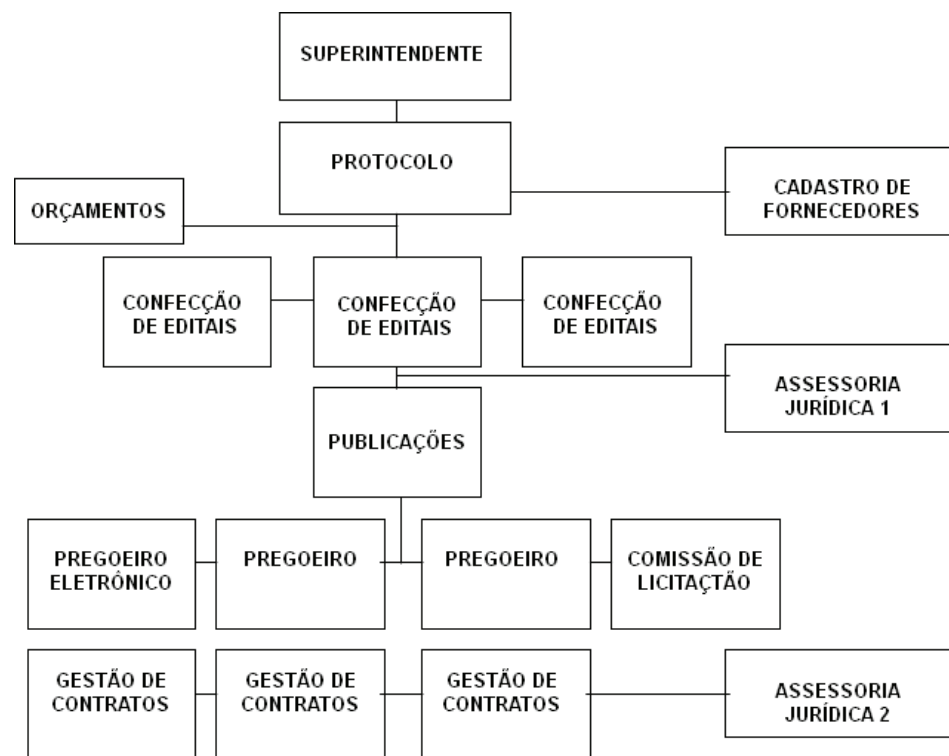 SUPERINTENDENTE
PROTOCOLO
CADASTRO DE
FORNECEDORES
ORÇAMENTOS
CONFECÇÃO
DE EDITAIS
CONFECÇÃO
DE EDITAIS
CONFECÇÃO
DE EDITAIS
ASSESSORIA
JURÍDICA 1
PUBLICAÇÕES
PREGOEIRO
ELETRÔNICO
PREGOEIRO
PREGOEIRO
COMISSÃO DE
LICITAÇTÃO
GESTÃO DE
CONTRATOS
GESTÃO DE
CONTRATOS
GESTÃO DE
CONTRATOS
ASSESSORIA
JURÍDICA 2